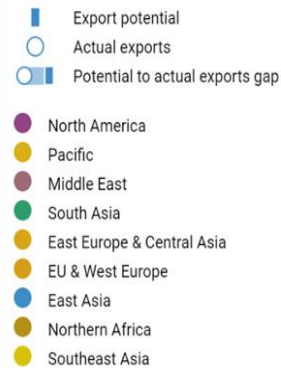 Export potential
Actual exports
Potential to actual exports gap
North America
Pacific
Middle East
South Asia
East Europe & Central Asia
EU & West Europe
East Asia
Northern Africa
Southeast Asia